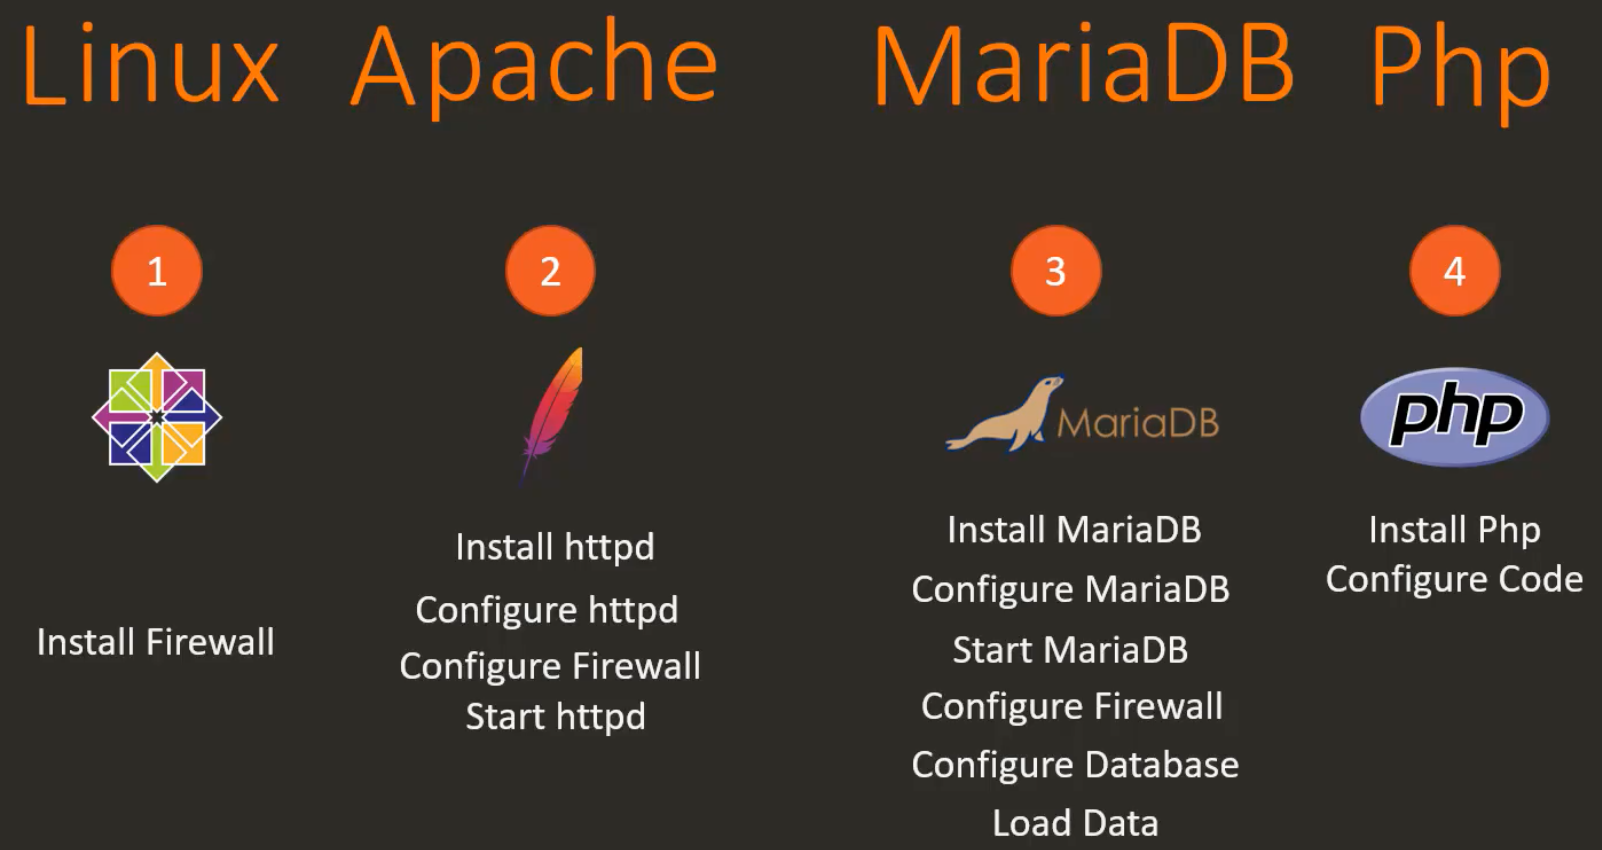 Linux
Apache
MariaDB
Php
1
2
3
4
MariaDB
php
Install Firewall
Install httpd
Configure httpd
Configure Firewall
Start httpd
Install MariaDB
Configure MariaDB
Start MariaDB
Configure Firewall
Configure Database
Load Data
Install Php
Configure Code